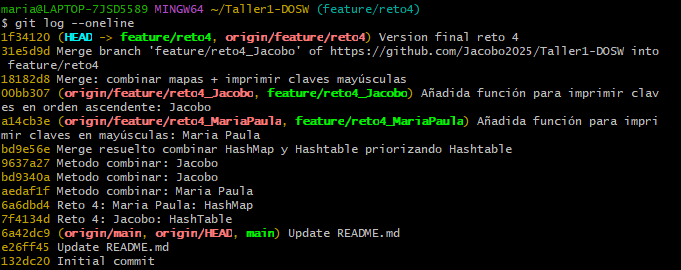 maria@LAPTOP-7JSD5589 MINGW64 ~/Taller1-DOSW (feature/reto4)
$ git log --oneline
1f34120 (HEAD -> feature/reto4, origin/feature/reto4) Version final reto 4
31e5d9d Merge branch 'feature/reto4_Jacobo' of https://github.com/Jacobo2025/Taller1-DOSW into
 feature/reto4
18182d8 Merge: combinar mapas + imprimir claves mayúsculas
00bb307 (origin/feature/reto4_Jacobo, feature/reto4_Jacobo) Añadida función para imprimir clav
es en orden ascendente: Jacobo
a14cb3e (origin/feature/reto4_MariaPaula, feature/reto4_MariaPaula) Añadida función para impri
mir claves en mayúsculas: Maria Paula
bd9e56e Merge resuelto combinar HashMap y Hashtable priorizando Hashtable
9637a27 Metodo combinar: Jacobo
bd9340a Metodo combinar: Jacobo
aedaf1f Metodo combinar: Maria Paula
6a6dbd4 Reto 4: Maria Paula: HashMap
7f4134d Reto 4: Jacobo: HashTable
6a42dc9 (origin/main, origin/HEAD, main) Update README.md
e26ff45 Update README.md
132dc20 Initial commit